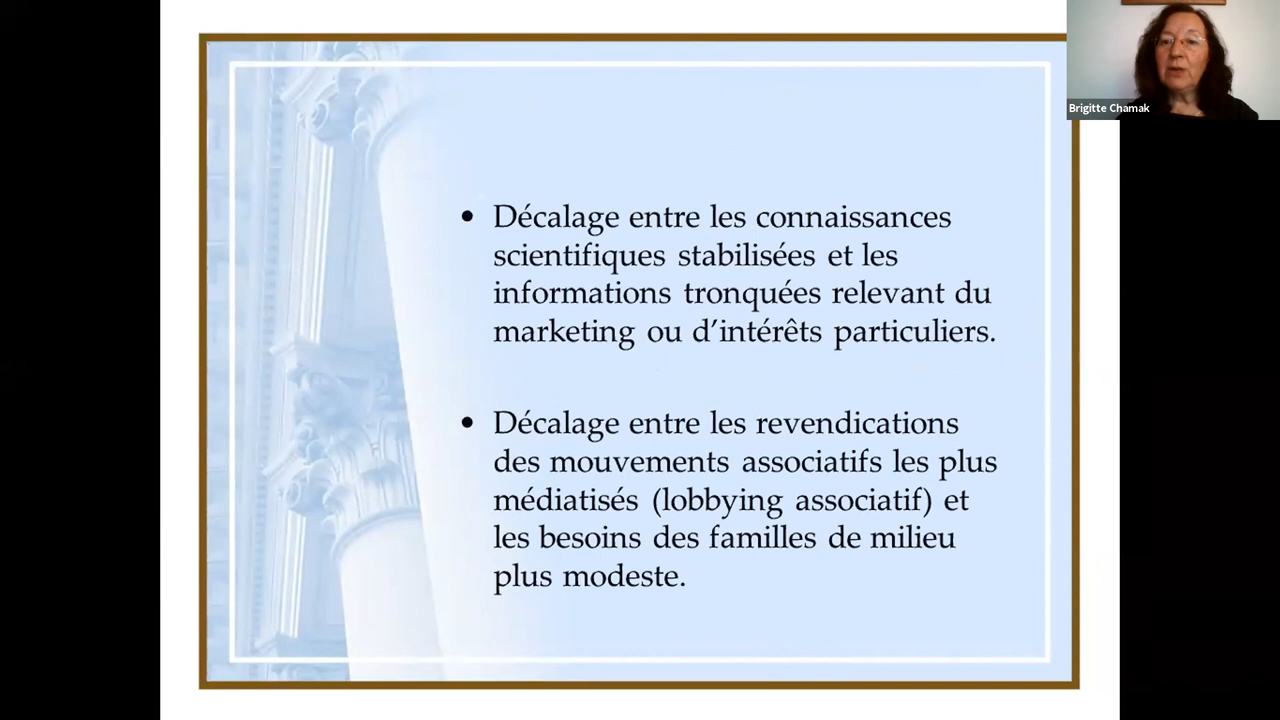 Brigitte Chamak
• Décalage entre les connaissances
scientifiques stabilisées et les
informations tronquées relevant du
marketing ou d’intérêts particuliers.
• Décalage entre les revendications
des mouvements associatifs les plus
médiatisés (lobbying associatif) et
les besoins des familles de milieu
plus modeste.